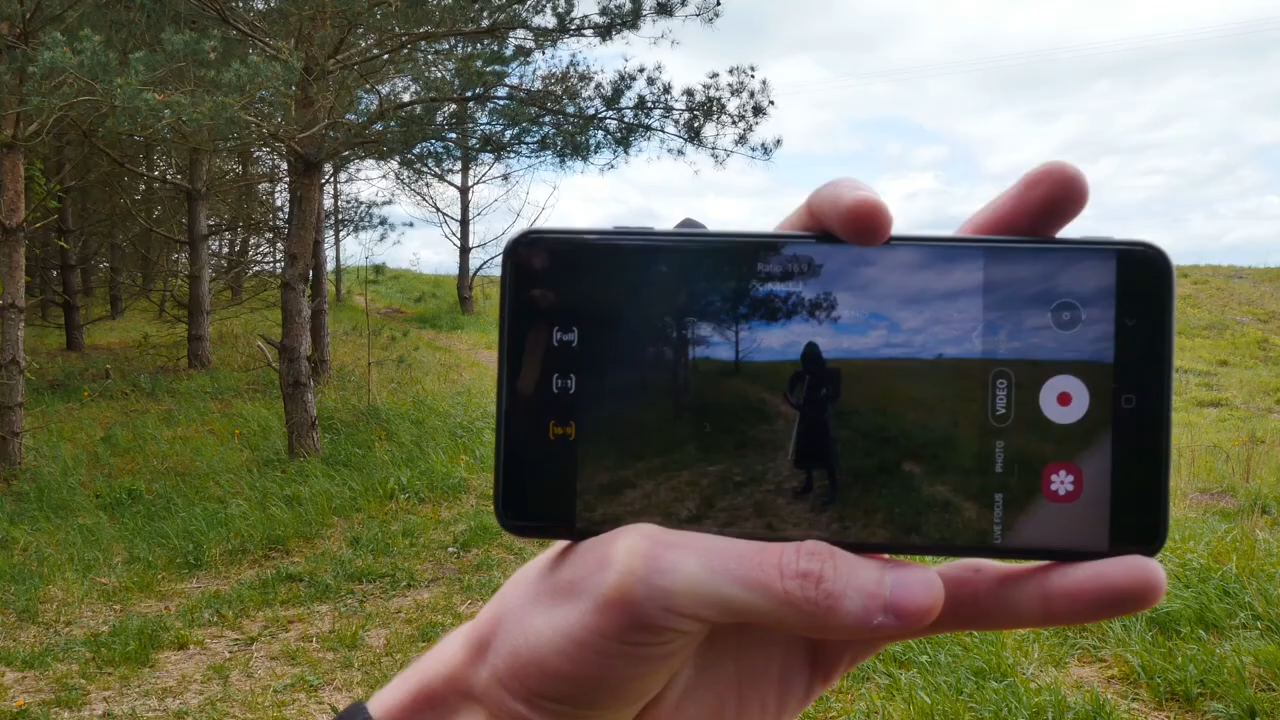 Ratio 16:9
[Full]
[1:1]
[16:9]
VIDEO
PHOTO
LIVE FOCUS